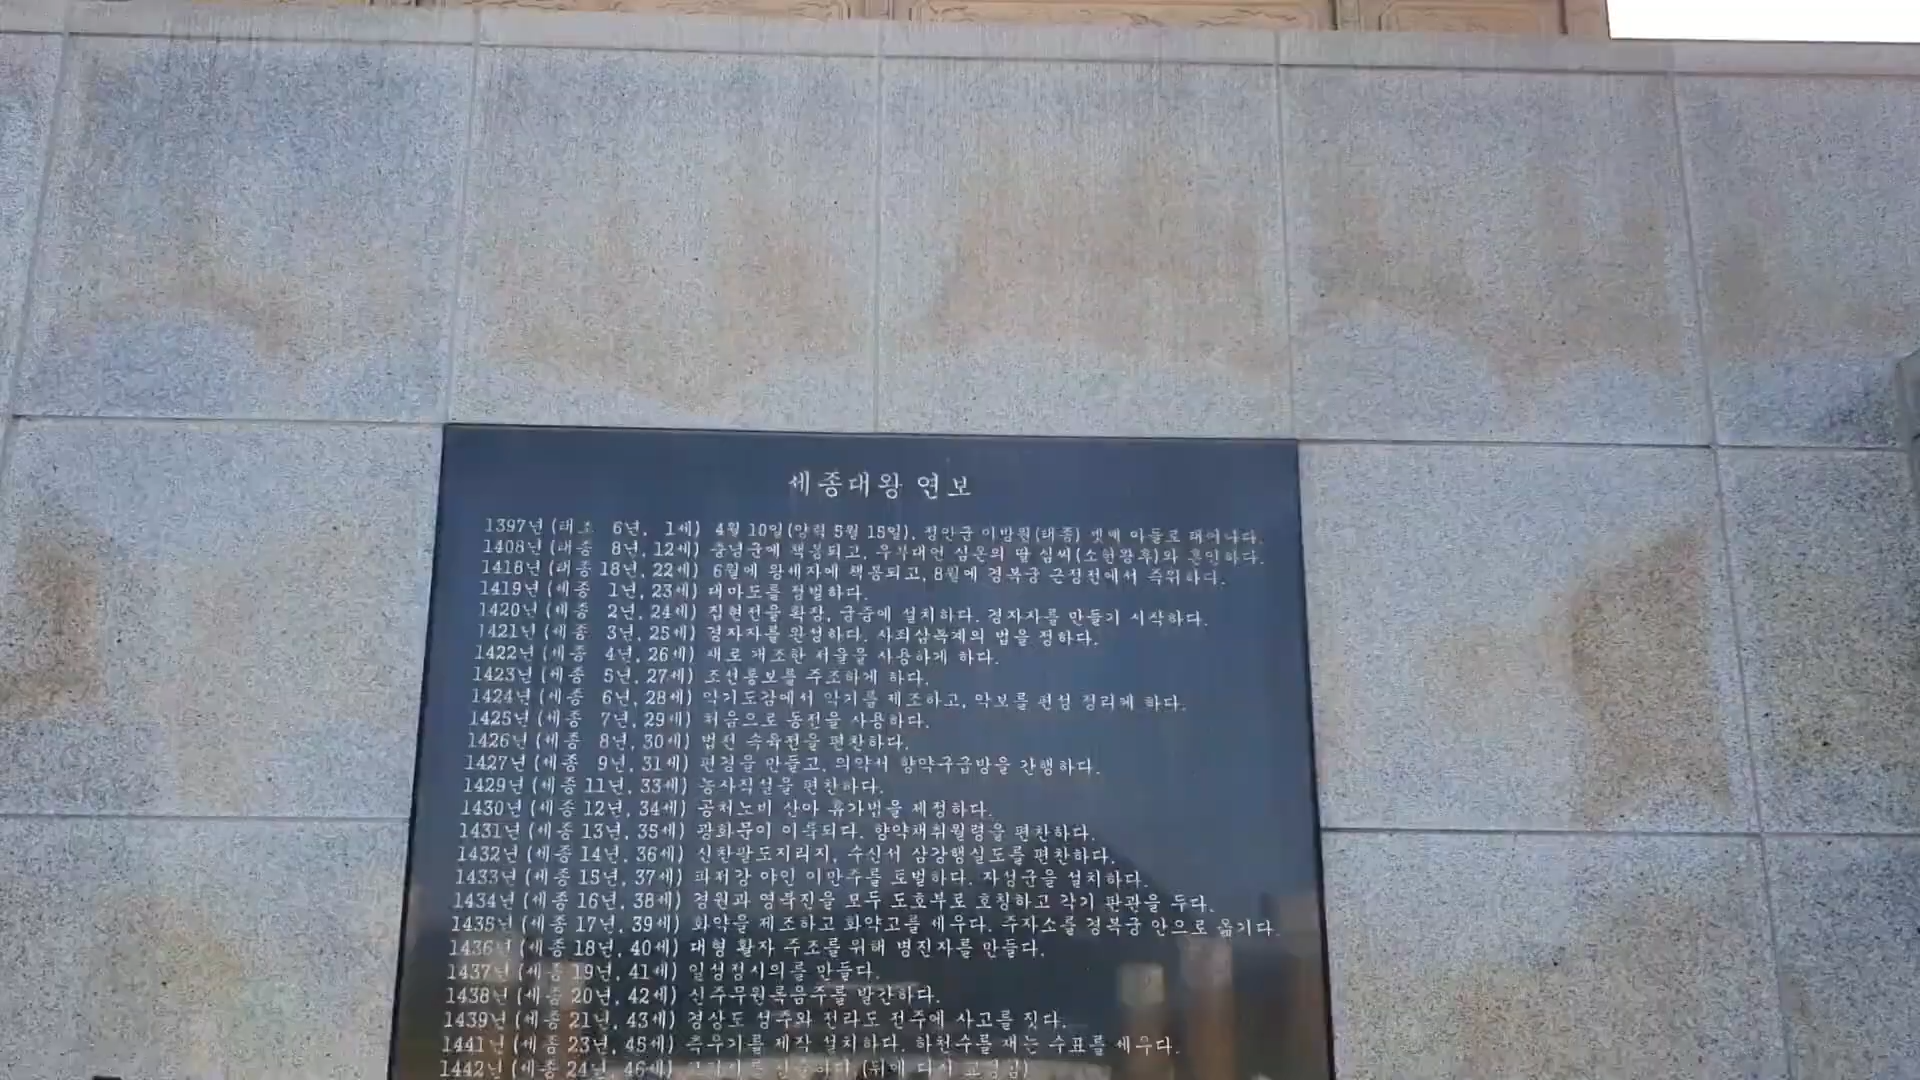 세종대왕 연보
1397년 (태조 6년, 1세) 4월 10일(양력 5월 15일), 정안군 이방원(태종) 셋째 아들로 태어나다.
1408년 (태종 8년, 12세) 충녕군에 책봉되고, 우부대언 심온의 딸 심씨(소헌왕후)와 혼인하다.
1418년 (태종 18년, 22세) 6월에 왕세자에 책봉되고, 8월에 경복궁 근정전에서 즉위하다.
1419년 (세종 1년, 23세) 대마도를 정벌하다.
1420년 (세종 2년, 24세) 집현전을 확장, 궁중에 설치하다. 경자자를 만들기 시작하다.
1421년 (세종 3년, 25세) 경자자를 완성하다. 사죄삼복제의 법을 정하다.
1422년 (세종 4년, 26세) 새로 개조한 저울을 사용하게 하다.
1423년 (세종 5년, 27세) 조선통보를 주조하게 하다.
1424년 (세종 6년, 28세) 악기도감에서 악기를 제조하고, 악보를 편성 정리케 하다.
1425년 (세종 7년, 29세) 처음으로 동전을 사용하다.
1426년 (세종 8년, 30세) 법전 속육전을 편찬하다.
1427년 (세종 9년, 31세) 편경을 만들고, 의약서 향약구급방을 간행하다.
1429년 (세종 11년, 33세) 농사직설을 편찬하다.
1430년 (세종 12년, 34세) 공처노비 산아 휴가법을 제정하다.
1431년 (세종 13년, 35세) 광화문이 이룩되다. 향약채취월령을 편찬하다.
1432년 (세종 14년, 36세) 신찬팔도지리지, 수신서 삼강행실도를 편찬하다.
1433년 (세종 15년, 37세) 파저강 야인 이만주를 토벌하다. 자성군을 설치하다.
1434년 (세종 16년, 38세) 경원과 영북진을 모두 도호부로 호칭하고 각기 판관을 두다.
1435년 (세종 17년, 39세) 화약을 제조하고 화약고를 세우다. 주자소를 경복궁 안으로 옮기다.
1436년 (세종 18년, 40세) 대형 활자 주조를 위해 병진자를 만들다.
1437년 (세종 19년, 41세) 일성정시의를 만들다.
1438년 (세종 20년, 42세) 신주무원록음주를 발간하다.
1439년 (세종 21년, 43세) 경상도 성주와 전라도 전주에 사고를 짓다.
1441년 (세종 23년, 45세) 측우기를 제작 설치하다. 하천수를 재는 수표를 세우다.
1442년 (세종 24년, 46세) (뒤에 다시